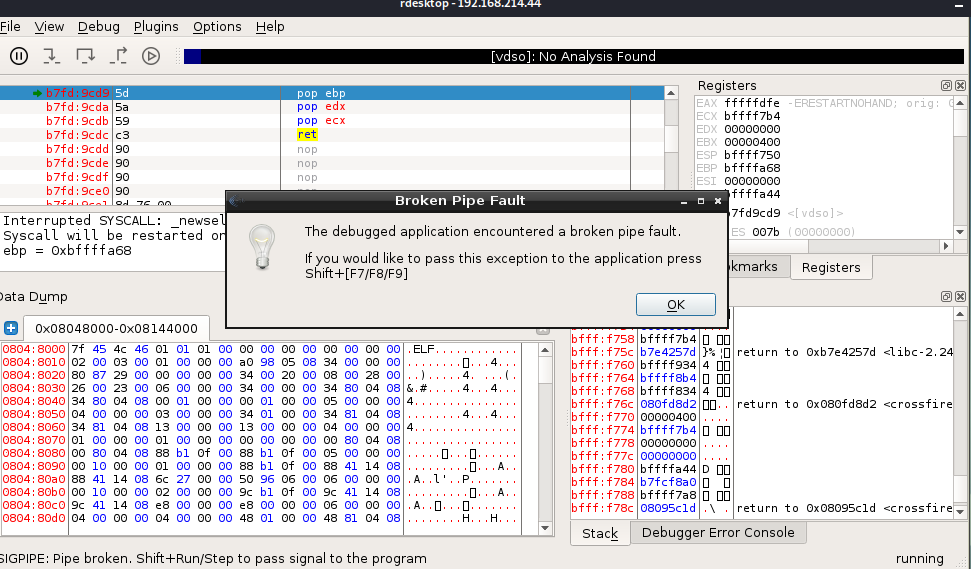 rdesktop - 192.168.214.44
File View Debug Plugins Options Help
[vdso]: No Analysis Found
b7fd:9cd9 5d pop ebp
b7fd:9cda 5a pop edx
b7fd:9cdb 59 pop ecx
b7fd:9cdc c3 ret
b7fd:9cdd 90 nop
b7fd:9cde 90 nop
b7fd:9cdf 90 nop
b7fd:9ce0 90 nop
b7fd:9ce1 8d 76 00
Registers
EAX fffffdfe -ERESTARTNOHAND; orig:
ECX bffff7b4
EDX 00000000
EBX 00000400
ESP bffff750
EBP bffffa68
ESI 00000000
bffffa44
b7fd9cd9 <[vdso]>
ES 007b (00000000)
Interrupted SYSCALL: _newsel
Syscall will be restarted on
ebp = 0xbffffa68
Broken Pipe Fault
The debugged application encountered a broken pipe fault.
If you would like to pass this exception to the application press
Shift+[F7/F8/F9]
OK
okmarks Registers
Data Dump
0x08048000-0x08144000
0804:8000 7f 45 4c 46 01 01 01 00 00 00 00 00 00 00 00 00 .ELF............
0804:8010 02 00 03 00 01 00 00 00 a0 98 05 08 34 00 00 00
0804:8020 80 87 29 00 00 00 00 00 34 00 20 00 08 00 28 00
0804:8030 26 00 23 00 06 00 00 00 34 00 00 00 34 80 04 08
0804:8040 34 80 04 08 00 01 00 00 00 01 00 00 05 00 00 00
0804:8050 04 00 00 00 03 00 00 00 34 01 00 00 34 81 04 08
0804:8060 34 81 04 08 13 00 00 00 13 00 00 00 04 00 00 00
0804:8070 01 00 00 00 01 00 00 00 00 00 00 00 00 80 04 08
0804:8080 00 80 04 08 88 b1 0f 00 88 b1 0f 00 05 00 00 00
0804:8090 00 10 00 00 01 00 00 00 88 b1 0f 00 88 41 14 08
0804:80a0 88 41 14 08 6c 27 00 00 50 96 06 00 06 00 00 00
0804:80b0 00 10 00 00 02 00 00 00 9c b1 0f 00 9c 41 14 08
0804:80c0 9c 41 14 08 e8 00 00 00 e8 00 00 00 06 00 00 00
0804:80d0 04 00 00 00 04 00 00 00 48 01 00 00 48 81 04 08
bfff:f758 bffff7b4
bfff:f75c b7e4257d return to 0xb7e4257d <libc-2.24
bfff:f760 bffff934
bfff:f764 bffff8b4
bfff:f768 bffff834
bfff:f76c 080fd8d2 return to 0x080fd8d2 <crossfire
bfff:f770 00000400
bfff:f774 bffff7b4
bfff:f778 00000000
bfff:f77c 00000000
bfff:f780 bffffa44
bfff:f784 b7fcf8a0
bfff:f788 bffff7a8
bfff:f78c 08095c1d return to 0x08095c1d <crossfire
Stack Debugger Error Console
SIGPIPE: Pipe broken. Shift+Run/Step to pass signal to the program
running